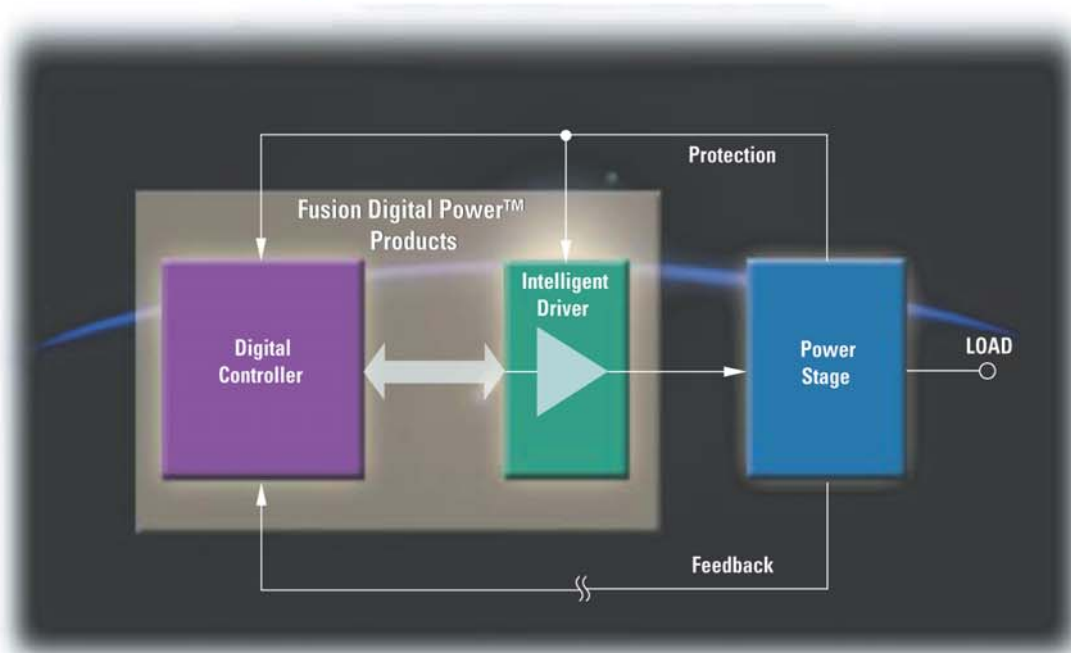 Protection
Fusion Digital Power™
Products
Intelligent
Driver
Digital
Controller
Power
Stage
LOAD
Feedback